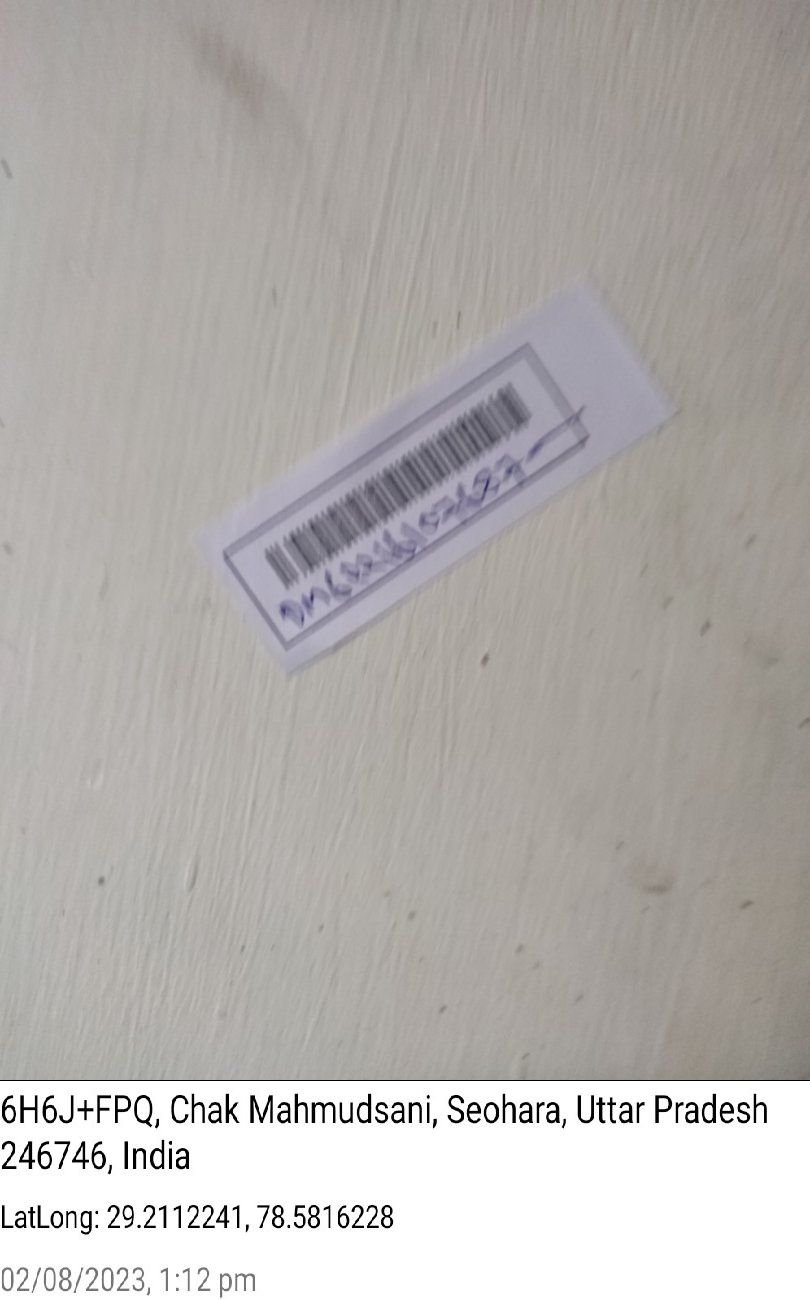 6H6J+FPQ, Chak Mahmudsani, Seohara, Uttar Pradesh
246746, India
LatLong: 29.2112241, 78.5816228
02/08/2023, 1:12 pm